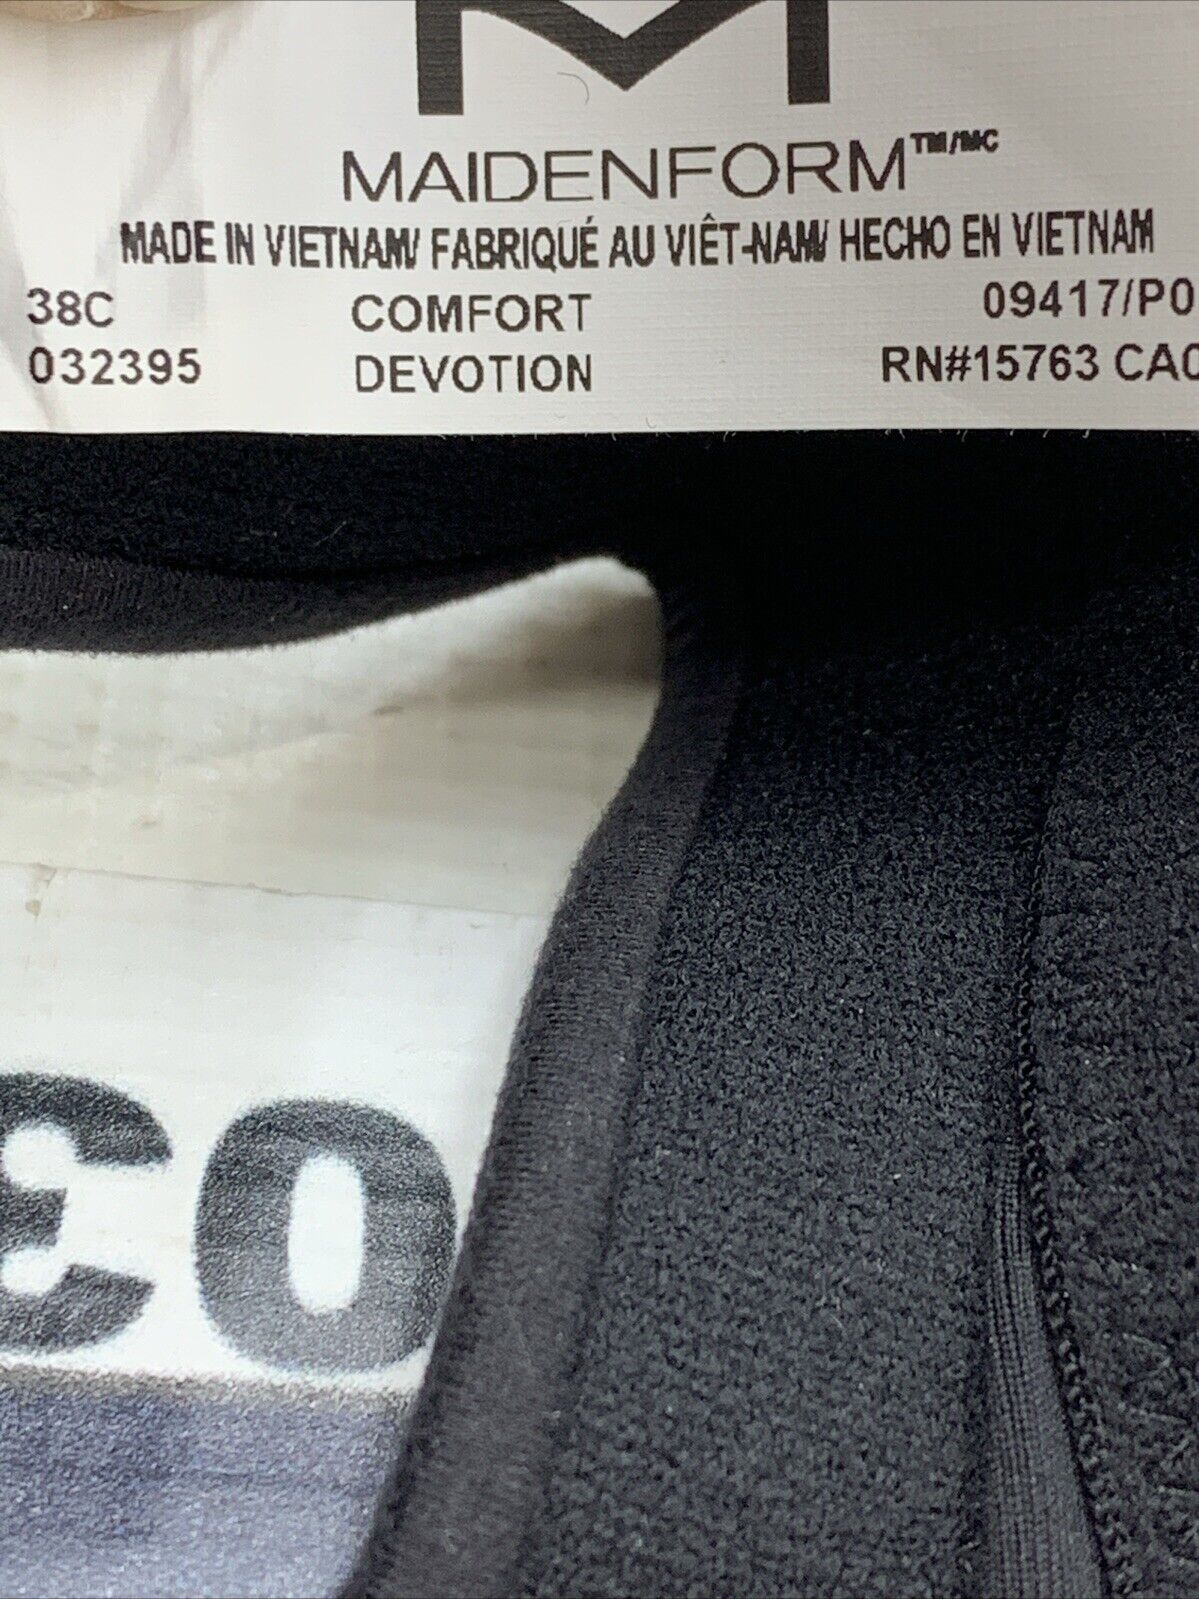 MAIDENFORM™/MC
MADE IN VIETNAM/ FABRIQUÉ AU VIÊT-NAM/ HECHO EN VIETNAM
38C COMFORT 09417/P0
032395 DEVOTION RN#15763 CA0
30